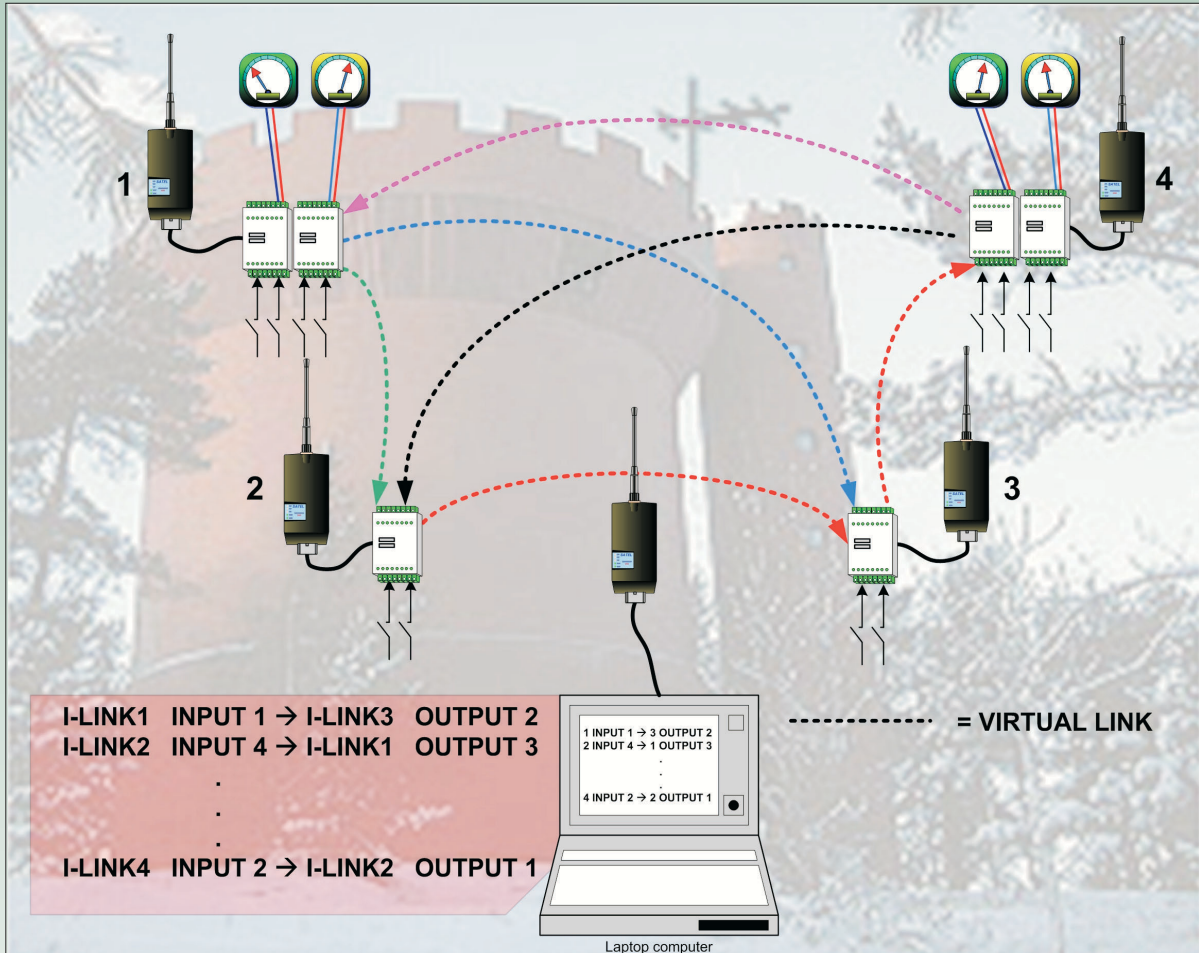 1
4
2
3
I-LINK1 INPUT 1 → I-LINK3 OUTPUT 2
I-LINK2 INPUT 4 → I-LINK1 OUTPUT 3
.
.
.
I-LINK4 INPUT 2 → I-LINK2 OUTPUT 1
1 INPUT 1 → 3 OUTPUT 2
2 INPUT 4 → 1 OUTPUT 3
.
.
.
4 INPUT 2 → 2 OUTPUT 1
= VIRTUAL LINK
Laptop computer